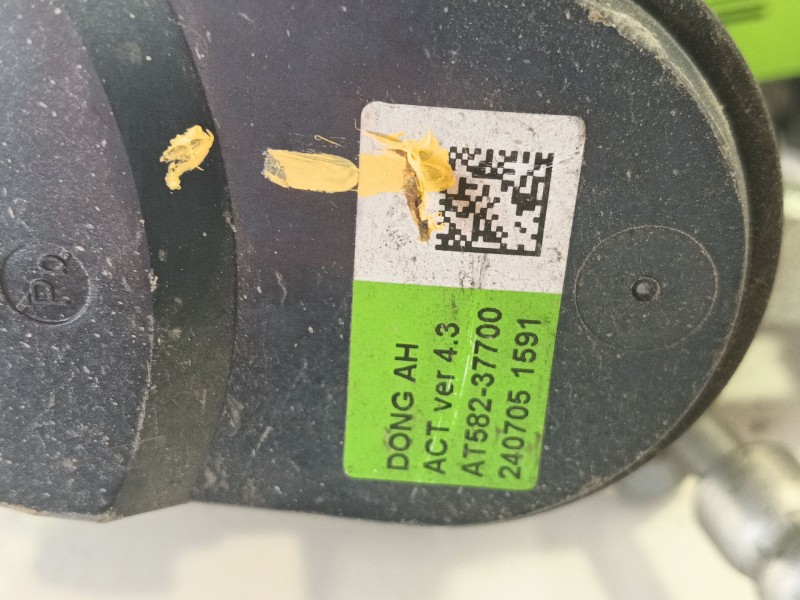 DONG AH
ACT ver 4.3
AT582-37700
240705 1591